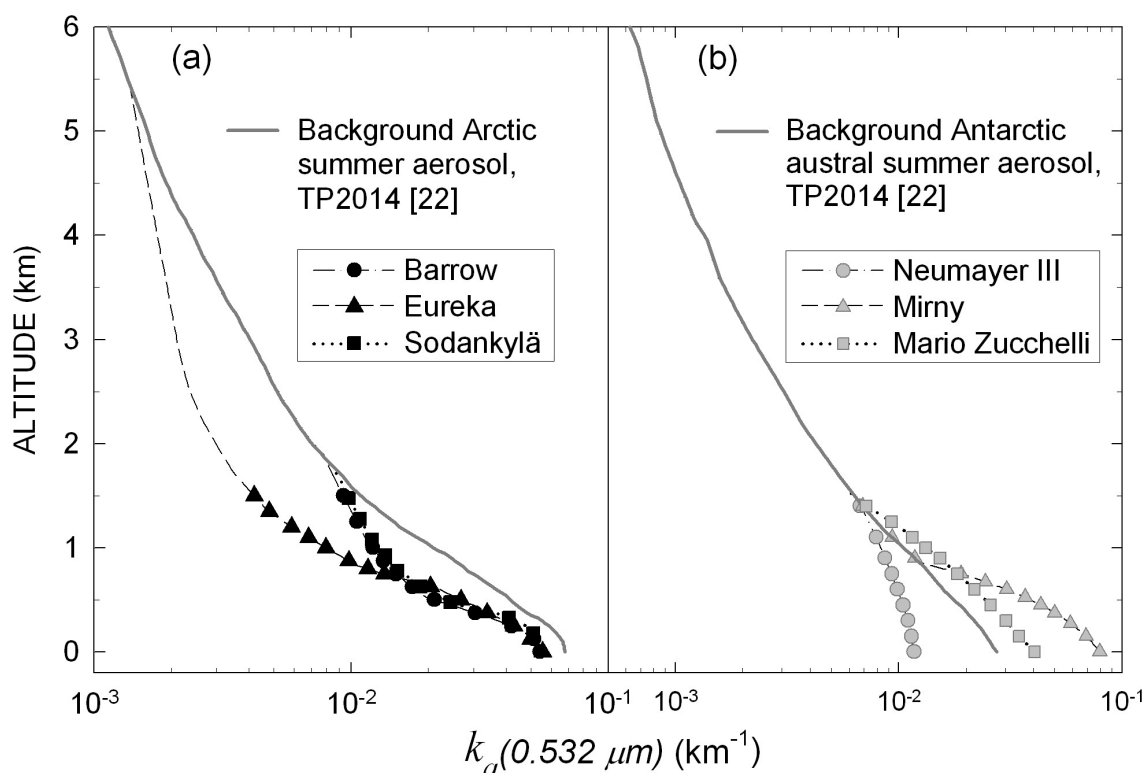 (a)
Background Arctic
summer aerosol,
TP2014 [22]
Barrow
Eureka
Sodankylä
(b)
Background Antarctic
austral summer aerosol,
TP2014 [22]
Neumayer III
Mirny
Mario Zucchelli
ALTITUDE (km)
6
5
4
3
2
1
0
10⁻³
10⁻²
10⁻¹
10⁻³
10⁻²
10⁻¹
kₐ(0.532 μm) (km⁻¹)